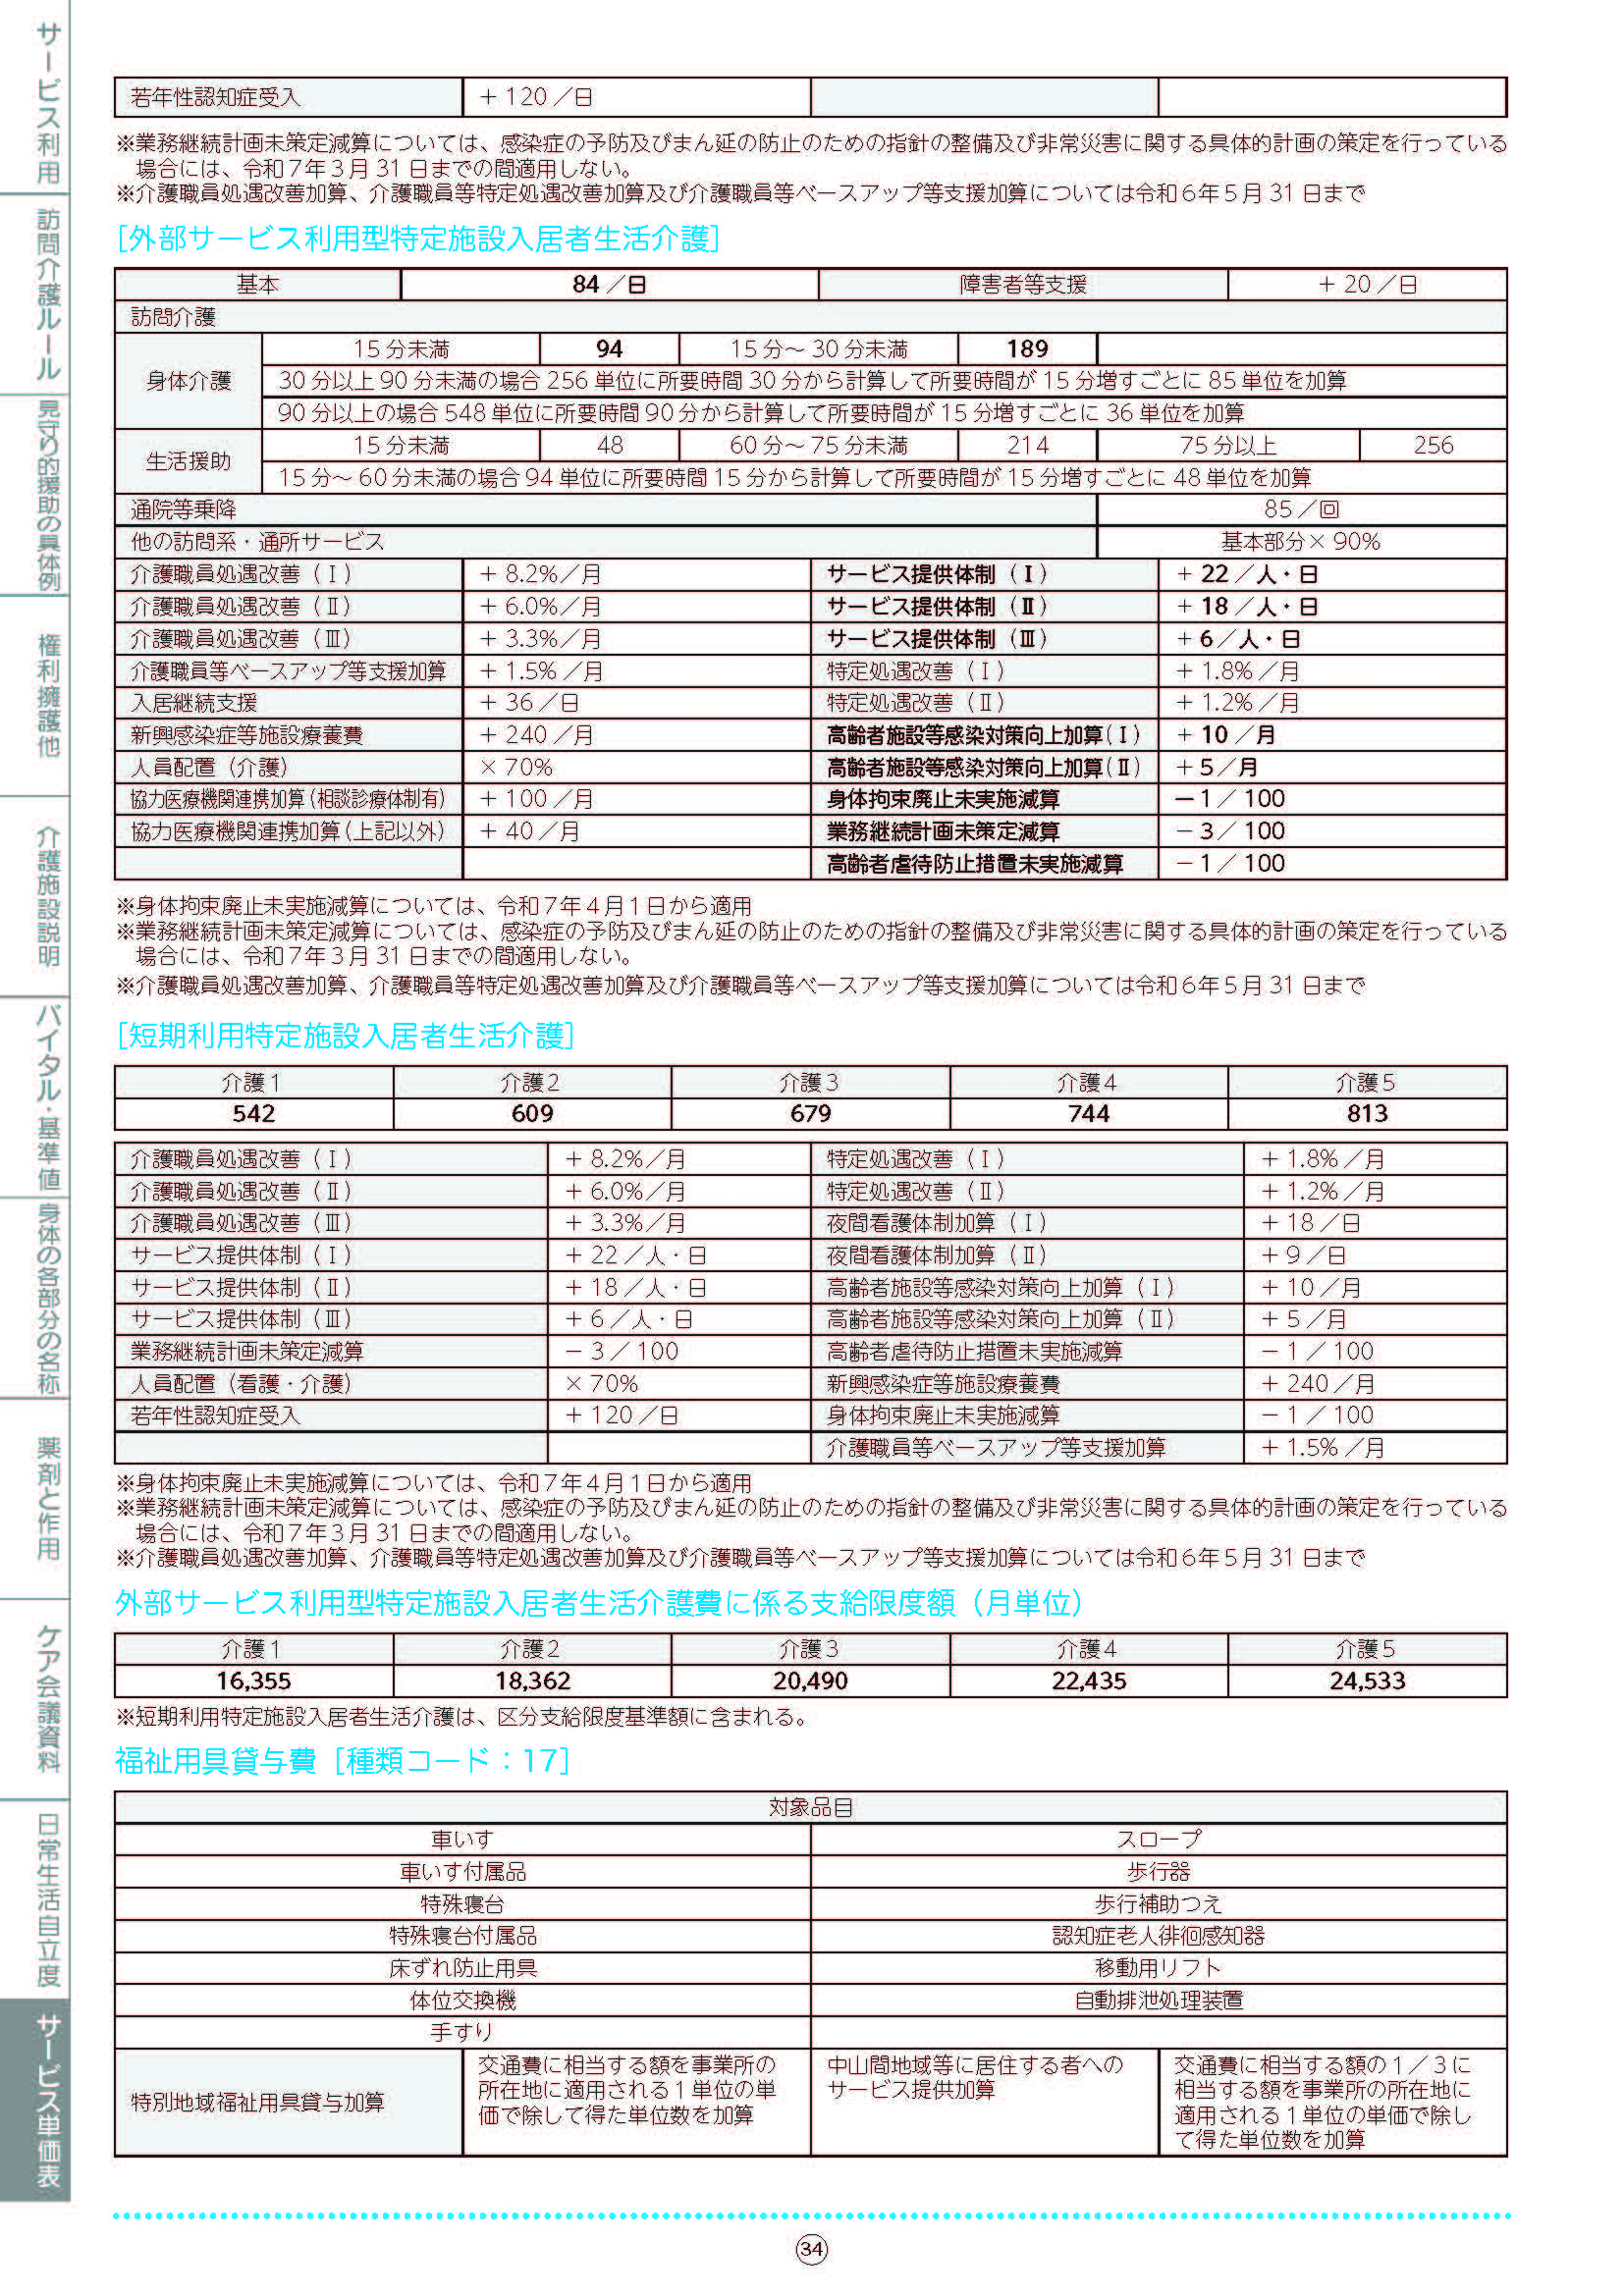 サービス利用
訪問介護ルール
見守り的援助の具体例
権利擁護他
介護施設説明
バイタル・基準値
身体の各部分の名称
薬剤と作用
ケア会議資料
日常生活自立度
サービス単価表
若年性認知症受入 ＋120／日
※業務継続計画未策定減算については、感染症の予防及びまん延の防止のための指針の整備及び非常災害に関する具体的計画の策定を行っている
場合には、令和７年３月31日までの間適用しない。
※介護職員処遇改善加算、介護職員等特定処遇改善加算及び介護職員等ベースアップ等支援加算については令和６年５月31日まで
［外部サービス利用型特定施設入居者生活介護］
基本 84／日 障害者等支援 ＋20／日
訪問介護
身体介護 15分未満 94 15分～30分未満 189
30分以上90分未満の場合256単位に所要時間30分から計算して所要時間が15分増すごとに85単位を加算
90分以上の場合548単位に所要時間90分から計算して所要時間が15分増すごとに36単位を加算
生活援助 15分未満 48 60分～75分未満 214 75分以上 256
15分～60分未満の場合94単位に所要時間15分から計算して所要時間が15分増すごとに48単位を加算
通院等乗降 85／回
他の訪問系・通所サービス 基本部分×90%
介護職員処遇改善（Ⅰ） ＋8.2%／月 サービス提供体制（Ⅰ） ＋22／人・日
介護職員処遇改善（Ⅱ） ＋6.0%／月 サービス提供体制（Ⅱ） ＋18／人・日
介護職員処遇改善（Ⅲ） ＋3.3%／月 サービス提供体制（Ⅲ） ＋6／人・日
介護職員等ベースアップ等支援加算 ＋1.5%／月 特定処遇改善（Ⅰ） ＋1.8%／月
入居継続支援 ＋36／日 特定処遇改善（Ⅱ） ＋1.2%／月
新興感染症等施設療養費 ＋240／月 高齢者施設等感染対策向上加算（Ⅰ） ＋10／月
人員配置（介護） ×70% 高齢者施設等感染対策向上加算（Ⅱ） ＋5／月
協力医療機関連携加算（相談診療体制有） ＋100／月 身体拘束廃止未実施減算 －1／100
協力医療機関連携加算（上記以外） ＋40／月 業務継続計画未策定減算 －3／100
高齢者虐待防止措置未実施減算 －1／100
※身体拘束廃止未実施減算については、令和７年４月１日から適用
※業務継続計画未策定減算については、感染症の予防及びまん延の防止のための指針の整備及び非常災害に関する具体的計画の策定を行っている
場合には、令和７年３月31日までの間適用しない。
※介護職員処遇改善加算、介護職員等特定処遇改善加算及び介護職員等ベースアップ等支援加算については令和６年５月31日まで
［短期利用特定施設入居者生活介護］
介護１ 介護２ 介護３ 介護４ 介護５
542 609 679 744 813
介護職員処遇改善（Ⅰ） ＋8.2%／月 特定処遇改善（Ⅰ） ＋1.8%／月
介護職員処遇改善（Ⅱ） ＋6.0%／月 特定処遇改善（Ⅱ） ＋1.2%／月
介護職員処遇改善（Ⅲ） ＋3.3%／月 夜間看護体制加算（Ⅰ） ＋18／日
サービス提供体制（Ⅰ） ＋22／人・日 夜間看護体制加算（Ⅱ） ＋9／日
サービス提供体制（Ⅱ） ＋18／人・日 高齢者施設等感染対策向上加算（Ⅰ） ＋10／月
サービス提供体制（Ⅲ） ＋6／人・日 高齢者施設等感染対策向上加算（Ⅱ） ＋5／月
業務継続計画未策定減算 －3／100 高齢者虐待防止措置未実施減算 －1／100
人員配置（看護・介護） ×70% 新興感染症等施設療養費 ＋240／月
若年性認知症受入 ＋120／日 身体拘束廃止未実施減算 －1／100
介護職員等ベースアップ等支援加算 ＋1.5%／月
※身体拘束廃止未実施減算については、令和７年４月１日から適用
※業務継続計画未策定減算については、感染症の予防及びまん延の防止のための指針の整備及び非常災害に関する具体的計画の策定を行っている
場合には、令和７年３月31日までの間適用しない。
※介護職員処遇改善加算、介護職員等特定処遇改善加算及び介護職員等ベースアップ等支援加算については令和６年５月31日まで
外部サービス利用型特定施設入居者生活介護費に係る支給限度額（月単位）
介護１ 介護２ 介護３ 介護４ 介護５
16,355 18,362 20,490 22,435 24,533
※短期利用特定施設入居者生活介護は、区分支給限度基準額に含まれる。
福祉用具貸与費［種類コード：17］
対象品目
車いす スロープ
車いす付属品 歩行器
特殊寝台 歩行補助つえ
特殊寝台付属品 認知症老人徘徊感知器
床ずれ防止用具 移動用リフト
体位交換機 自動排泄処理装置
手すり
特別地域福祉用具貸与加算
交通費に相当する額を事業所の
所在地に適用される１単位の単
価で除して得た単位数を加算
中山間地域等に居住する者への
サービス提供加算
交通費に相当する額の１／３に
相当する額を事業所の所在地に
適用される１単位の単価で除し
て得た単位数を加算
34